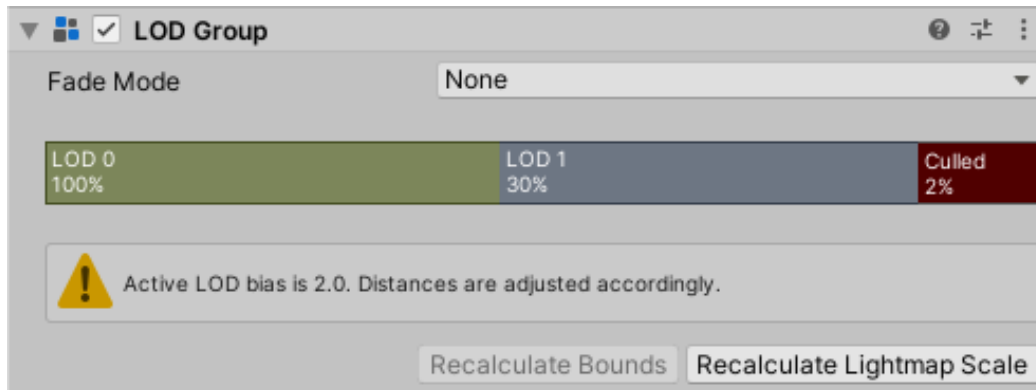 LOD Group
Fade Mode
None
LOD 0
100%
LOD 1
30%
Culled
2%
Active LOD bias is 2.0. Distances are adjusted accordingly.
Recalculate Bounds
Recalculate Lightmap Scale